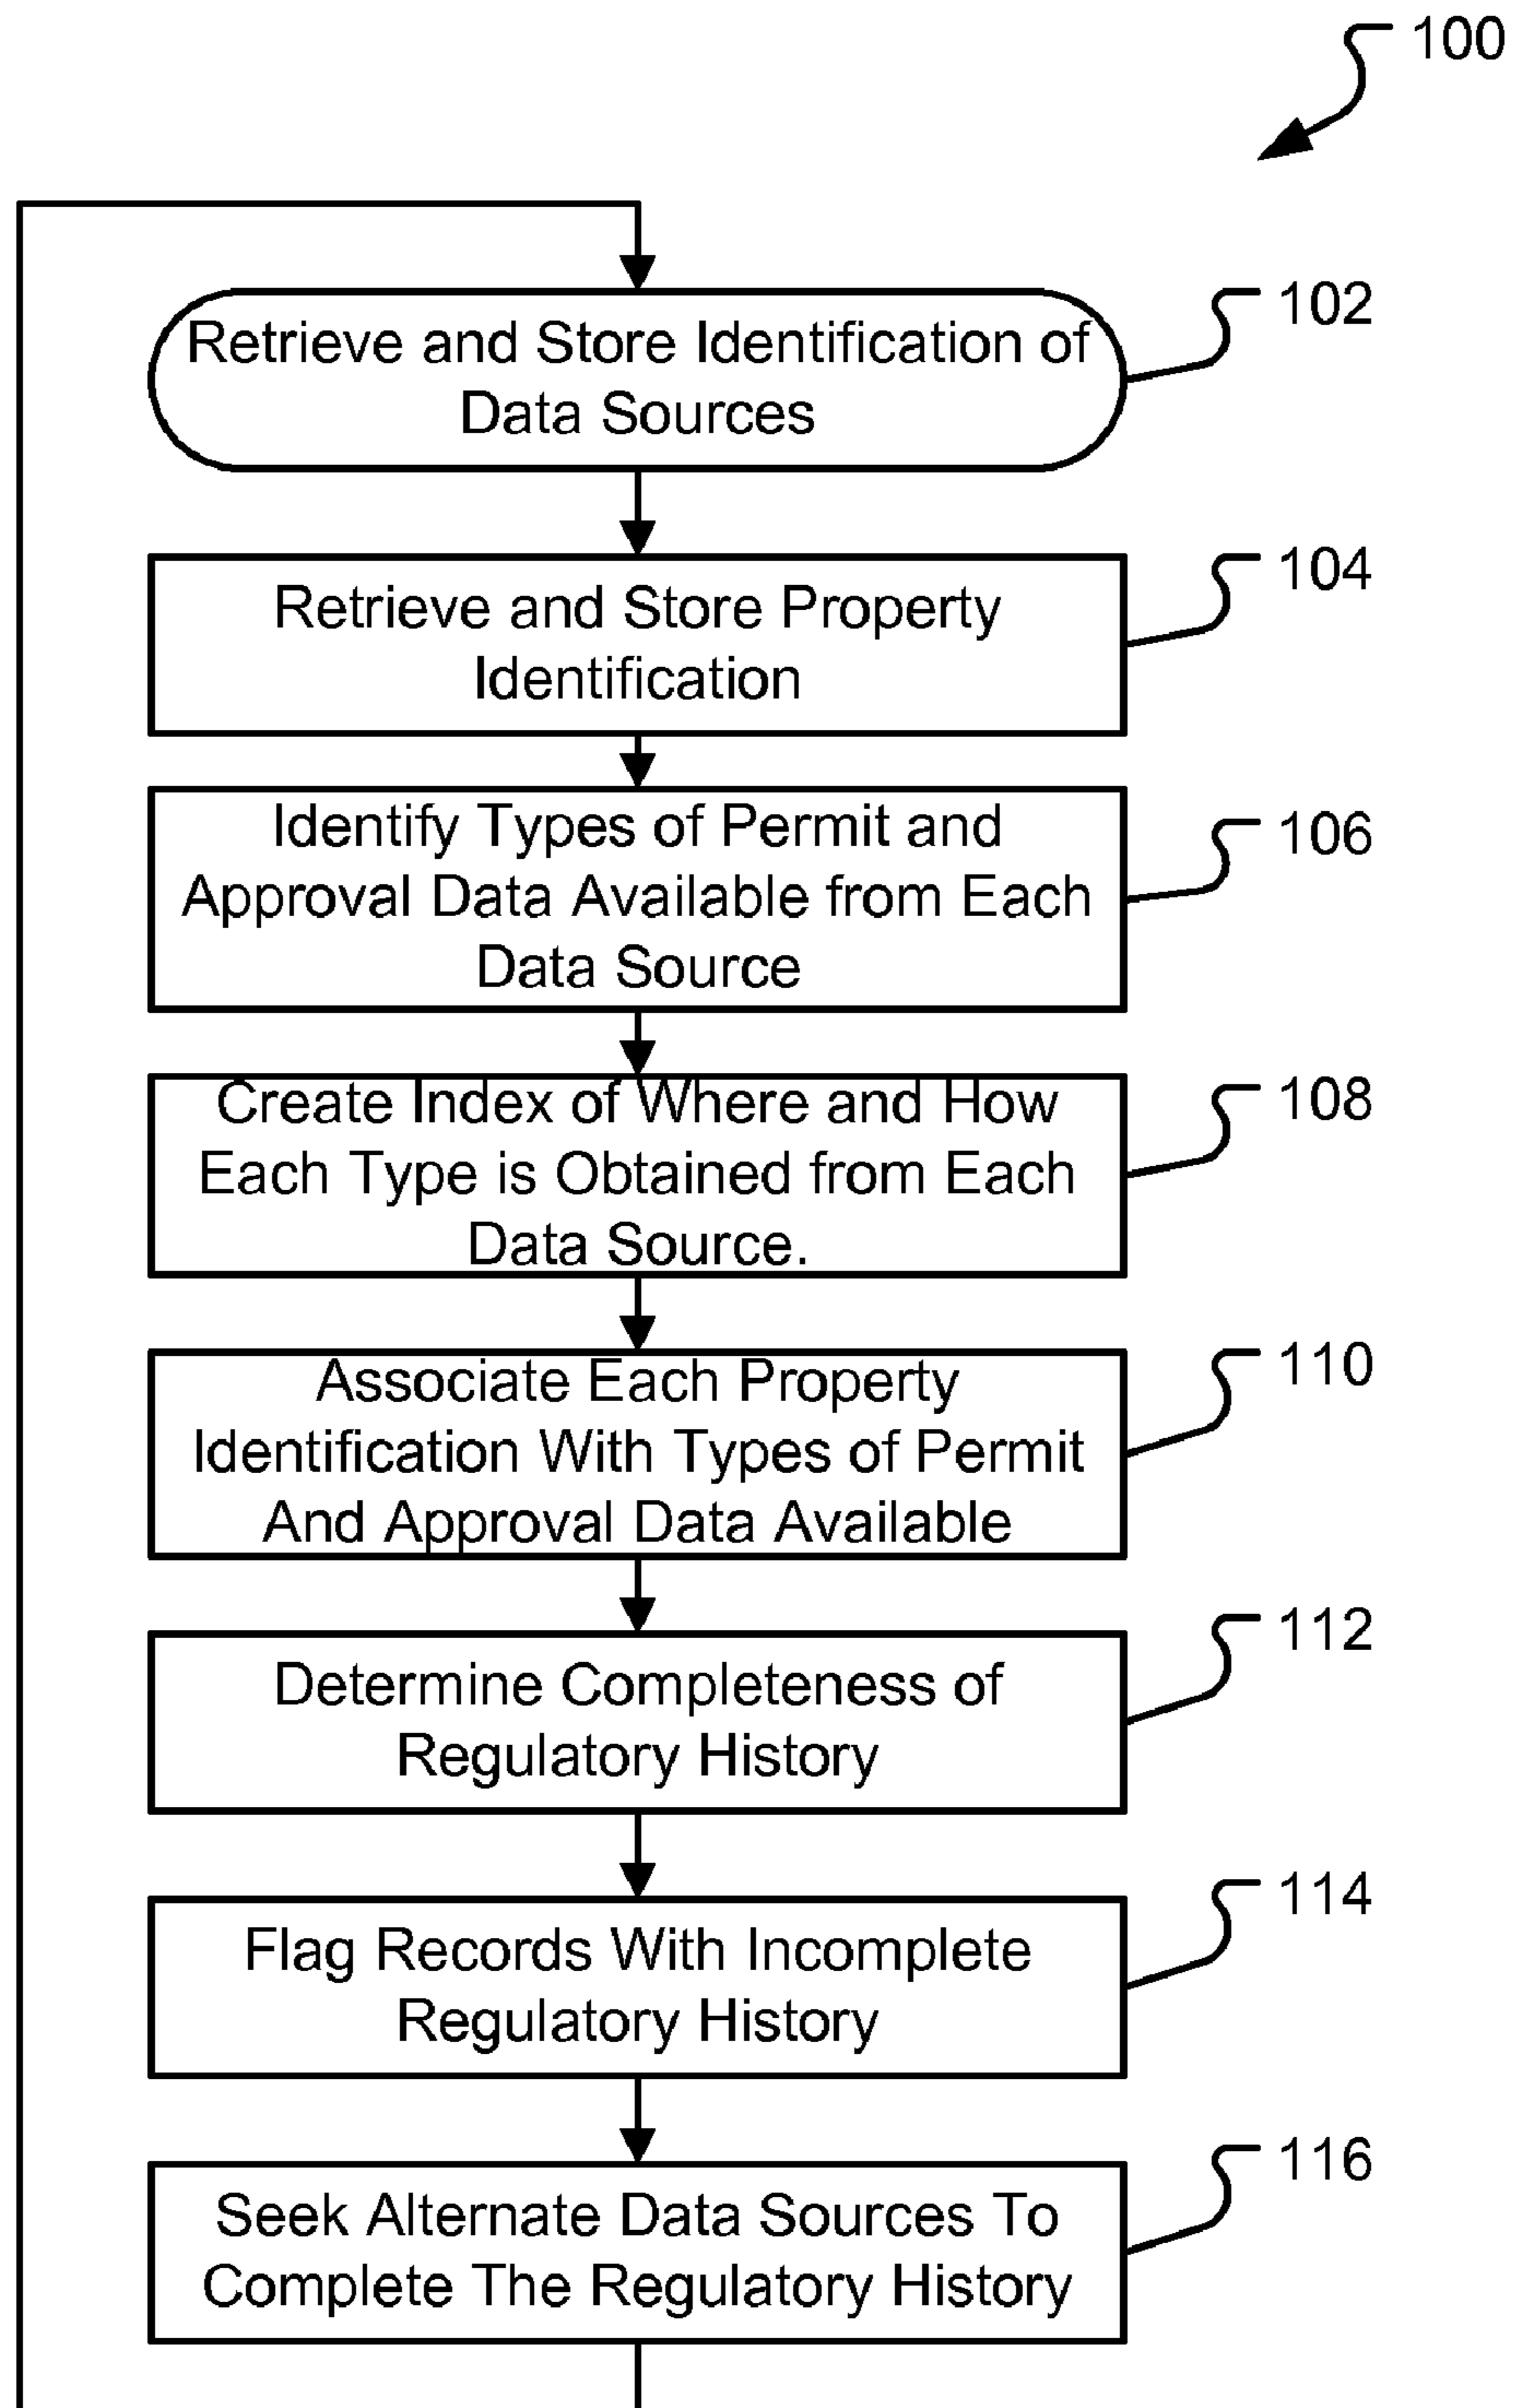 100
Retrieve and Store Identification of
Data Sources
102
Retrieve and Store Property
Identification
104
Identify Types of Permit and
Approval Data Available from Each
Data Source
106
Create Index of Where and How
Each Type is Obtained from Each
Data Source.
108
Associate Each Property
Identification With Types of Permit
And Approval Data Available
110
Determine Completeness of
Regulatory History
112
Flag Records With Incomplete
Regulatory History
114
Seek Alternate Data Sources To
Complete The Regulatory History
116